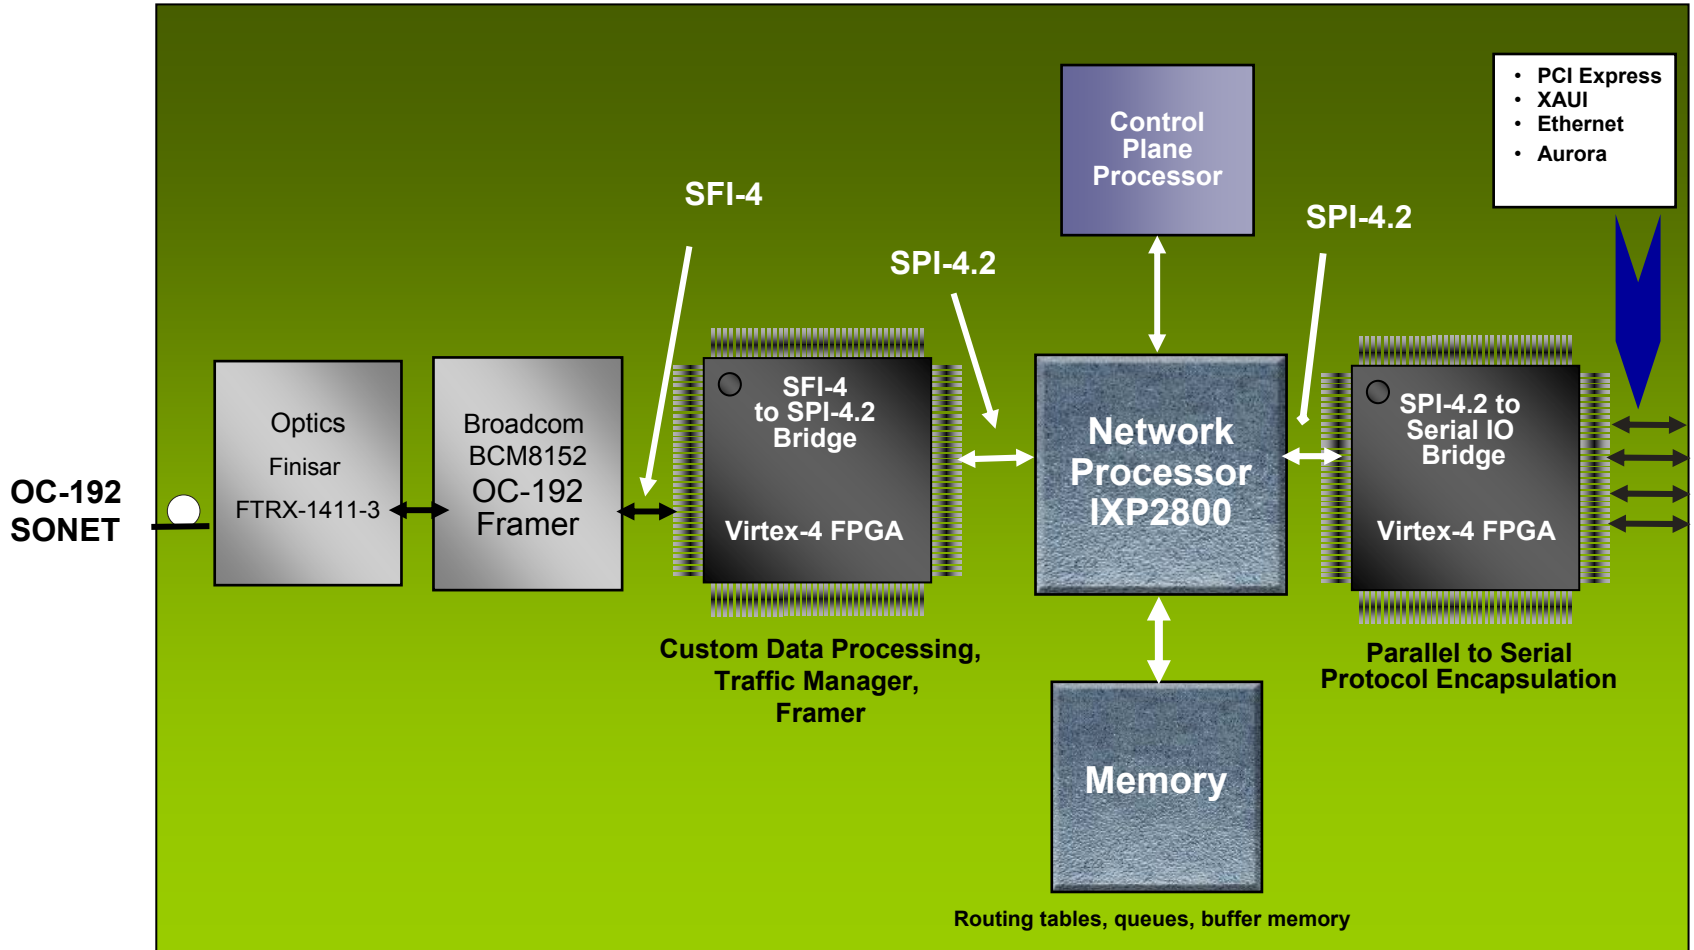 OC-192
SONET
Optics
Finisar
FTRX-1411-3
Broadcom
BCM8152
OC-192
Framer
SFI-4
SFI-4
to SPI-4.2
Bridge
Virtex-4 FPGA
Custom Data Processing,
Traffic Manager,
Framer
SPI-4.2
Control
Plane
Processor
Network
Processor
IXP2800
Memory
Routing tables, queues, buffer memory
SPI-4.2
SPI-4.2 to
Serial IO
Bridge
Virtex-4 FPGA
Parallel to Serial
Protocol Encapsulation
• PCI Express
• XAUI
• Ethernet
• Aurora